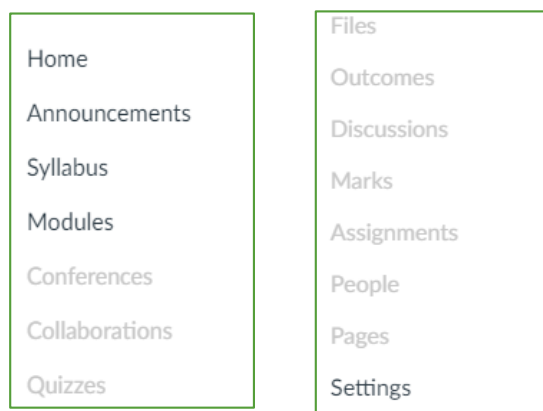 Home
Announcements
Syllabus
Modules
Conferences
Collaborations
Quizzes
Files
Outcomes
Discussions
Marks
Assignments
People
Pages
Settings